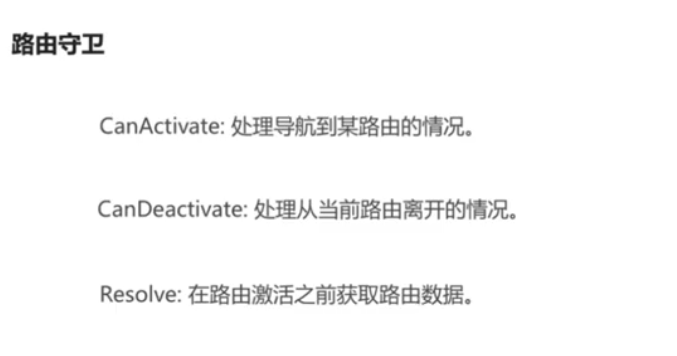 路由守卫
CanActivate: 处理导航到某路由的情况。
CanDeactivate: 处理从当前路由离开的情况。
Resolve: 在路由激活之前获取路由数据。